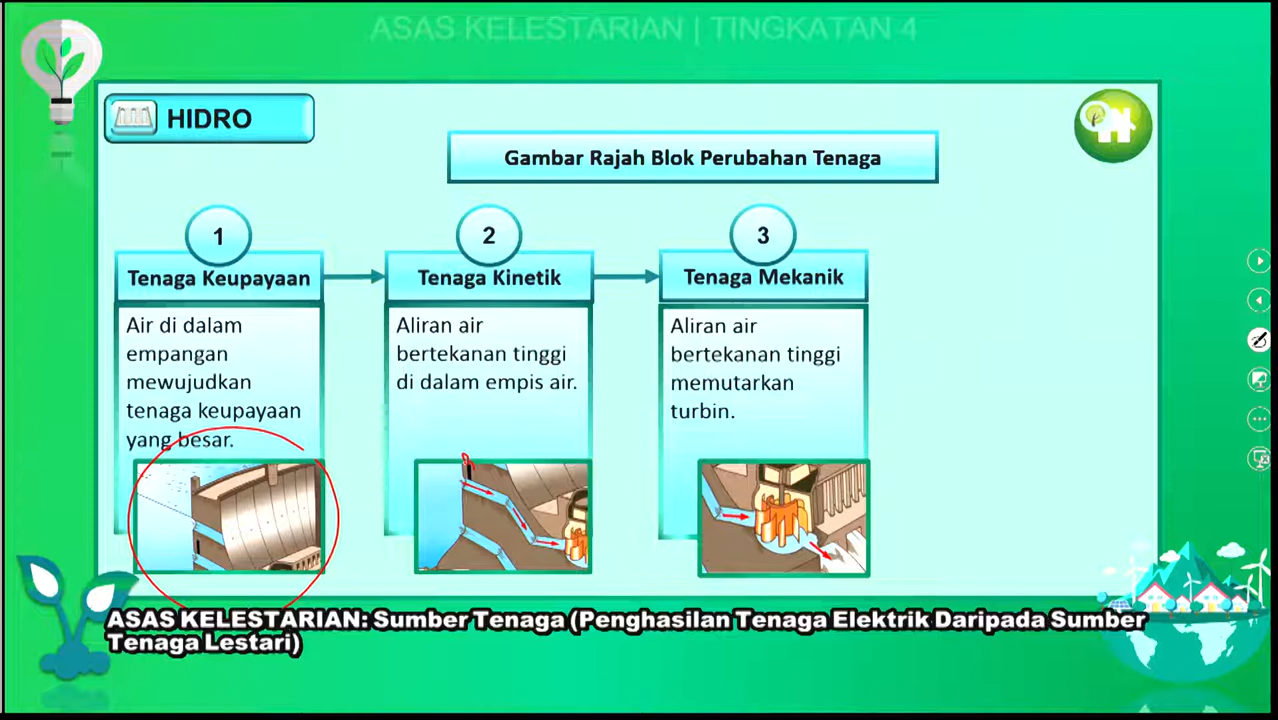 ASAS KELESTARIAN | TINGKATAN 4
HIDRO
Gambar Rajah Blok Perubahan Tenaga
1
Tenaga Keupayaan
Air di dalam
empangan
mewujudkan
tenaga keupayaan
yang besar.
2
Tenaga Kinetik
Aliran air
bertekanan tinggi
di dalam empis air.
3
Tenaga Mekanik
Aliran air
bertekanan tinggi
memutarkan
turbin.
ASAS KELESTARIAN: Sumber Tenaga (Penghasilan Tenaga Elektrik Daripada Sumber
Tenaga Lestari)